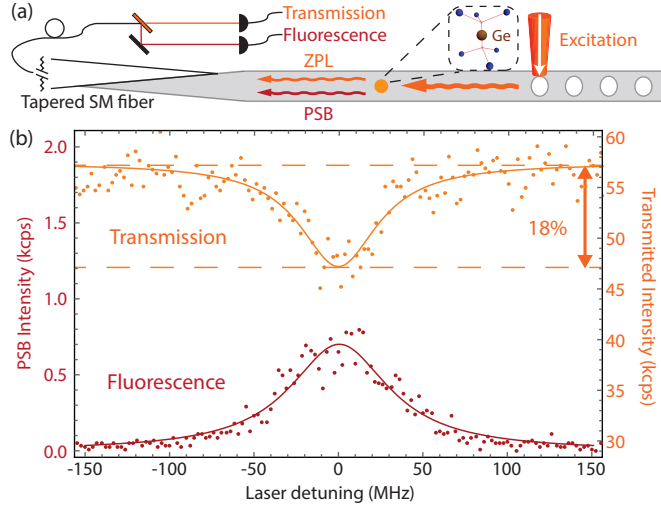 (a)
Transmission
Fluorescence
Tapered SM fiber
ZPL
PSB
Ge
Excitation
(b)
PSB Intensity (kcps)
2.0
1.5
1.0
0.5
0.0
Transmission
Fluorescence
18%
60
55
50
45
40
35
30
Transmitted Intensity
(kcps)
-150
-100
-50
0
50
100
150
Laser detuning (MHz)